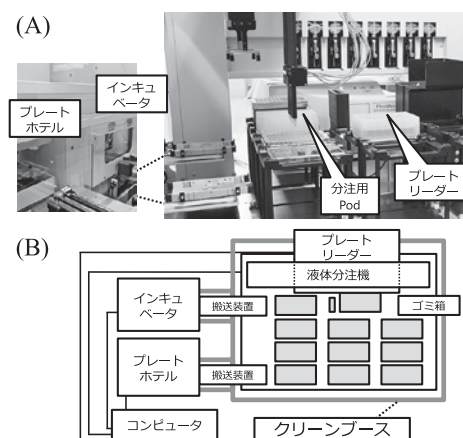 (A)
インキュ
ベータ
プレート
ホテル
分注用
Pod
プレート
リーダー
(B)
プレート
リーダー
液体分注機
インキュ
ベータ
搬送装置
ゴミ箱
プレート
ホテル
搬送装置
コンピュータ
クリーンブース